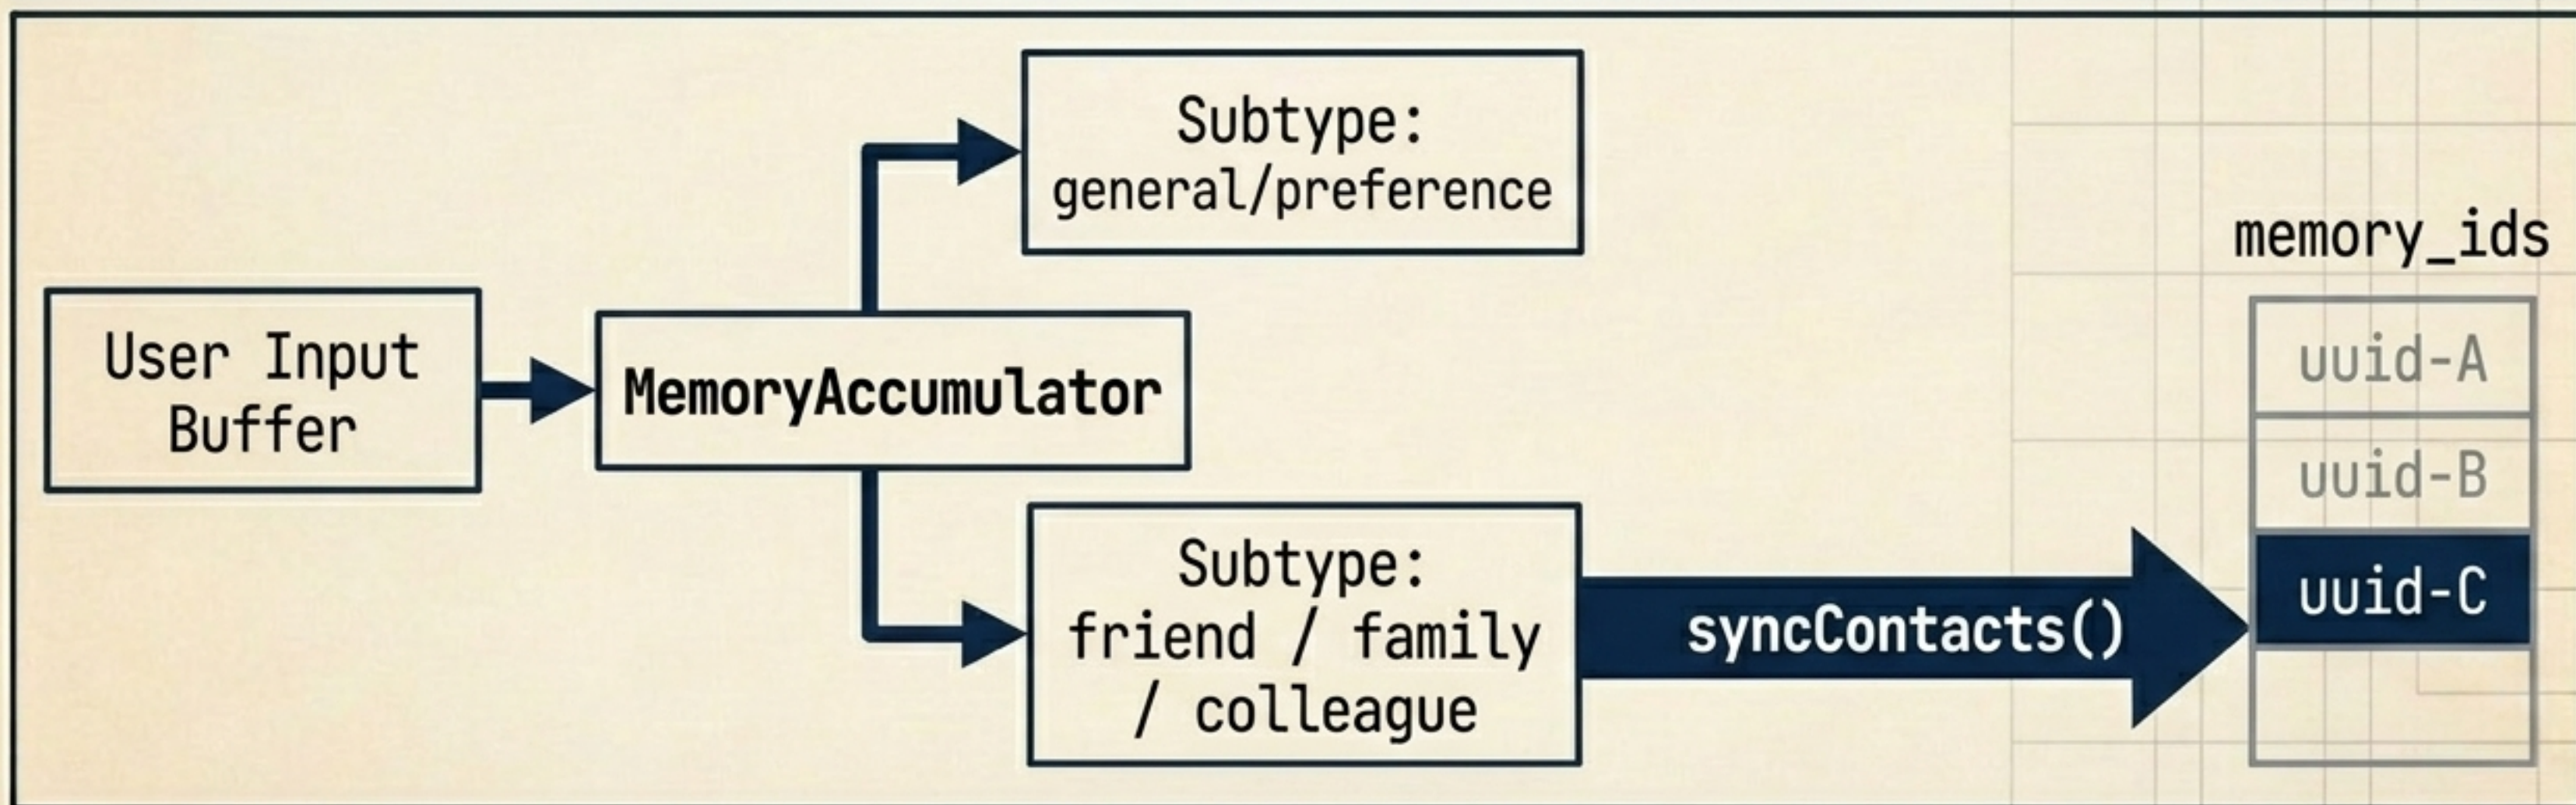 User Input
Buffer
MemoryAccumulator
Subtype:
general/preference
Subtype:
friend / family
/ colleague
syncContacts()
memory_ids
uuid-A
uuid-B
uuid-C